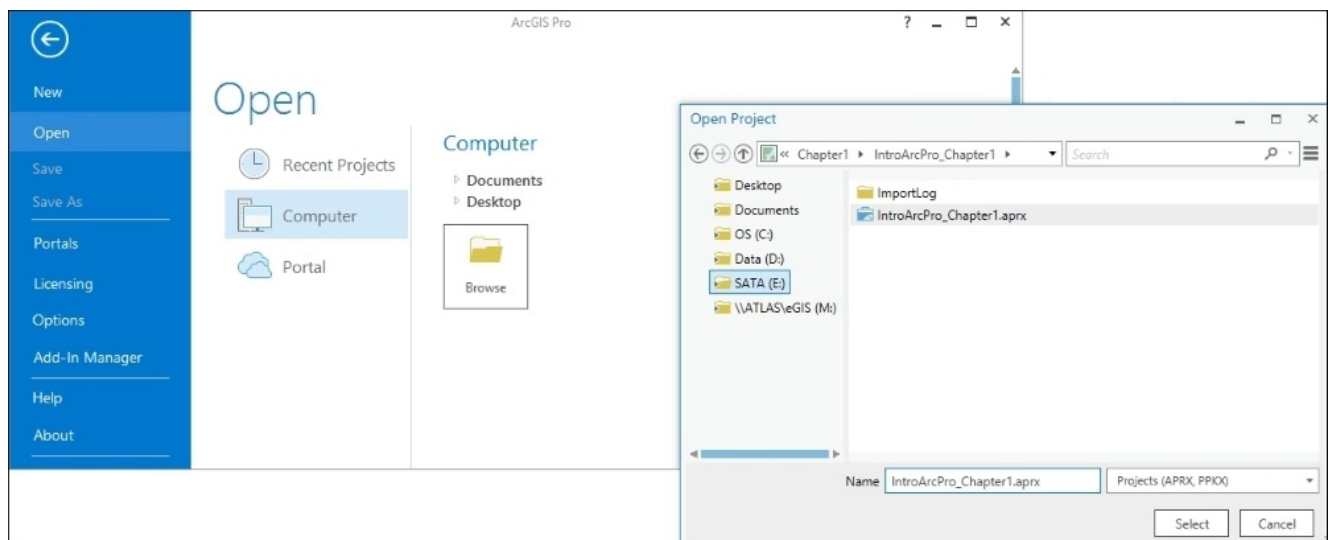 ArcGIS Pro
?
New
Open
Save
Save As
Portals
Licensing
Options
Add-In Manager
Help
About
Open
Recent Projects
Computer
Portal
Computer
Documents
Desktop
Browse
Open Project
« Chapter1 IntroArcPro_Chapter1
Search
Desktop
Documents
OS (C:)
Data (D:)
SATA (E:)
\\ATLAS\eGIS (M:)
ImportLog
IntroArcPro_Chapter1.aprx
Name IntroArcPro_Chapter1.aprx Projects (APRX, PPKX)
Select Cancel